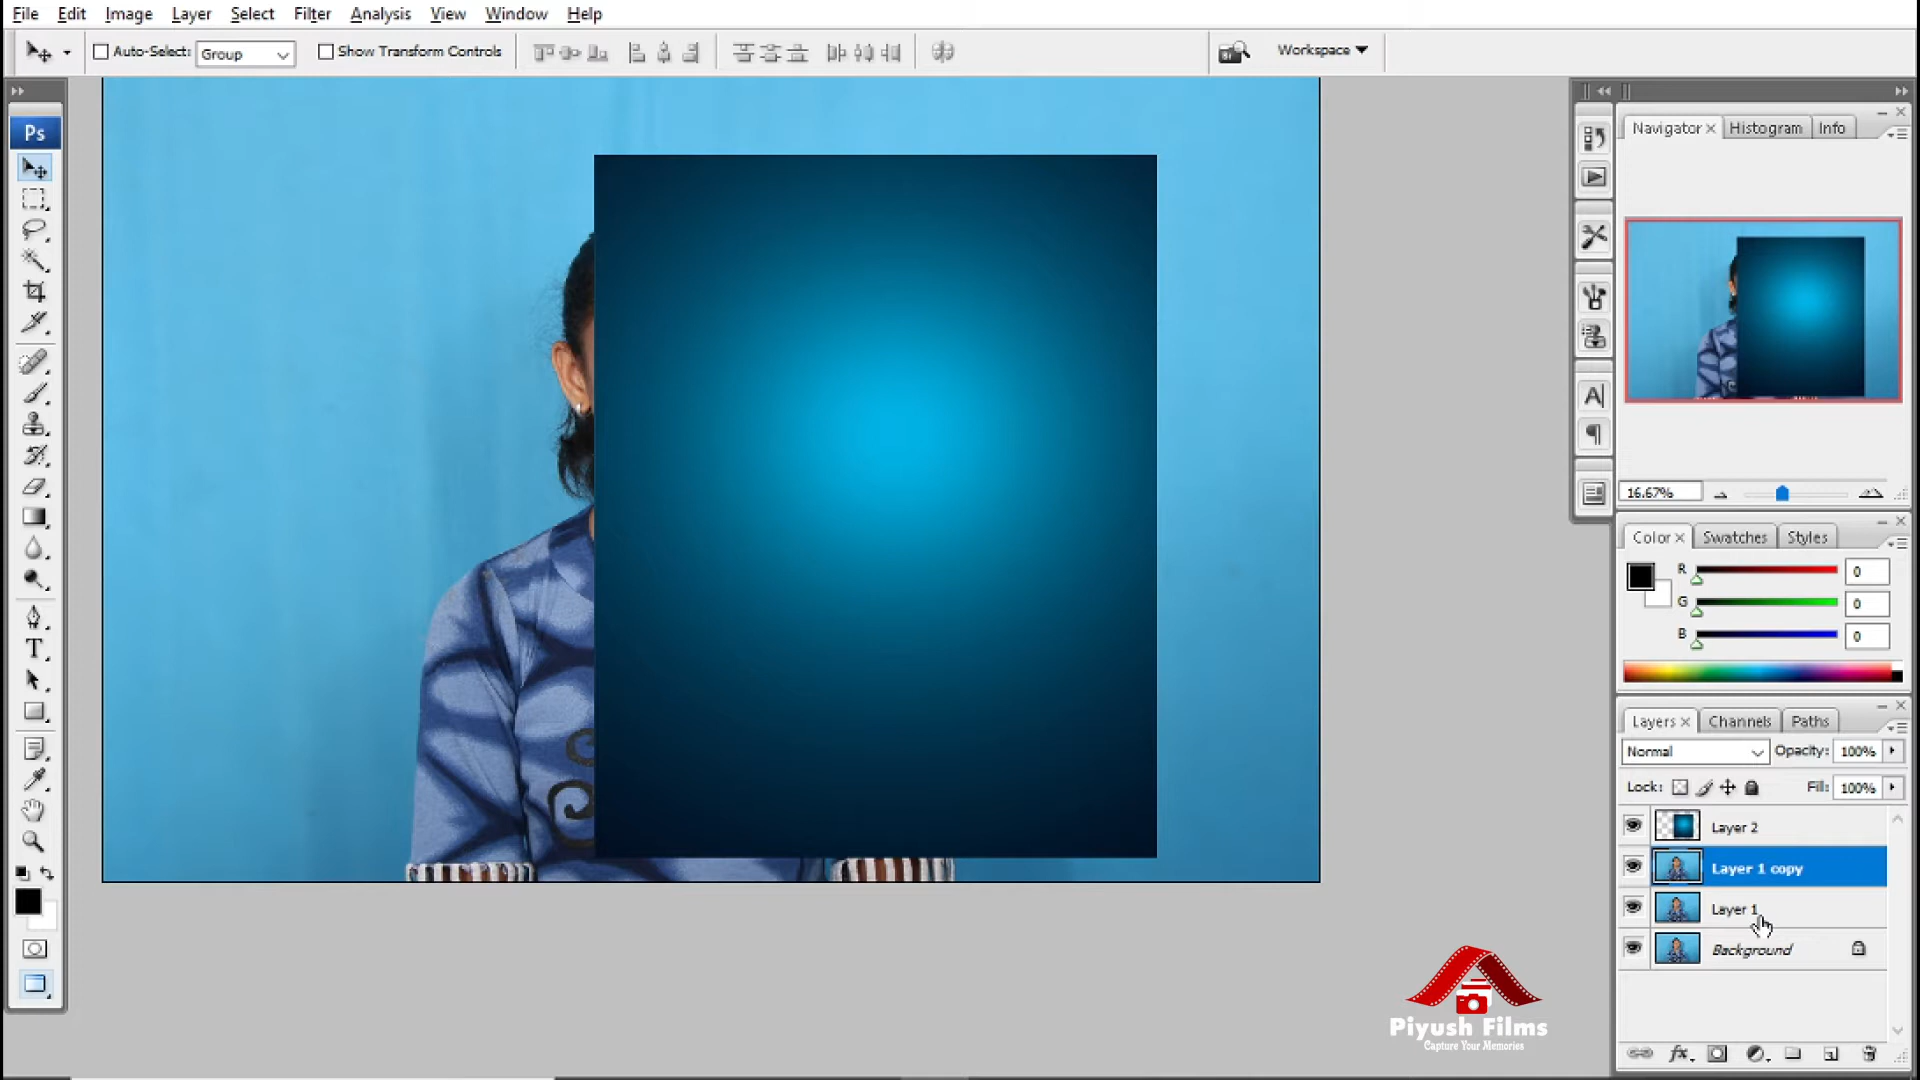 File Edit Image Layer Select Filter Analysis View Window Help
Auto-Select: Group Show Transform Controls Workspace
Ps
Navigator Histogram Info
16.67%
Color Swatches Styles
R 0
G 0
B 0
Layers Channels Paths
Normal Opacity: 100%
Lock: Fill: 100%
Layer 2
Layer 1 copy
Layer 1
Background
T
A
fx
Piyush Films
Capture Your Memories